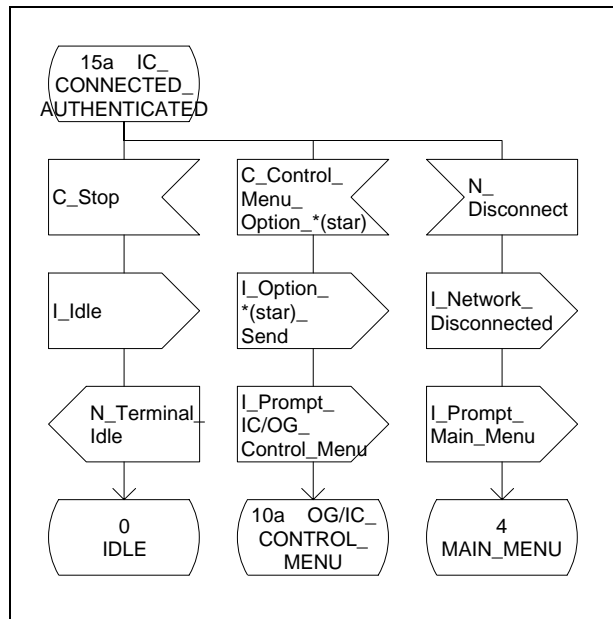 15a IC_
CONNECTED_
AUTHENTICATED
C_Stop
C_Control_
Menu_
Option_*(star)
N_
Disconnect
I_Idle
I_Option_
*(star)_
Send
I_Network_
Disconnected
N_Terminal_
Idle
I_Prompt_
IC/OG_
Control_Menu
I_Prompt_
Main_Menu
0
IDLE
10a OG/IC_
CONTROL_
MENU
4
MAIN_MENU